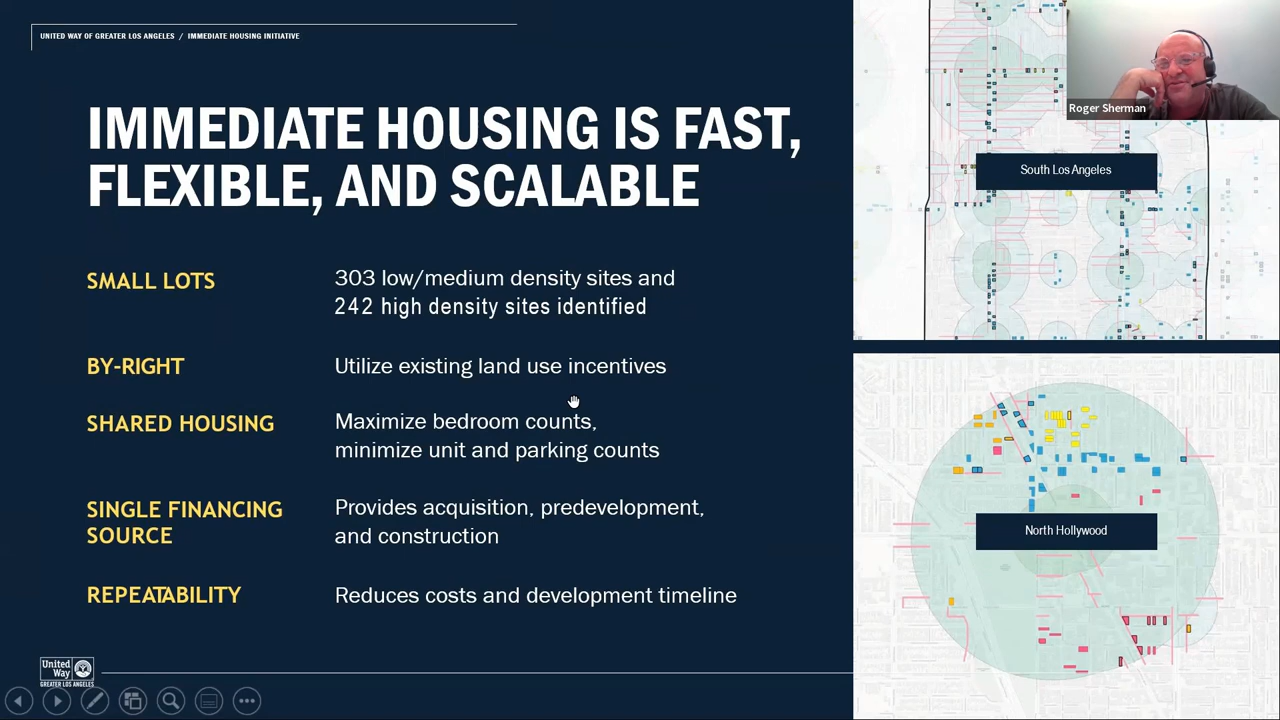 UNITED WAY OF GREATER LOS ANGELES / IMMEDIATE HOUSING INITIATIVE
IMMEDIATE HOUSING IS FAST,
FLEXIBLE, AND SCALABLE
SMALL LOTS
303 low/medium density sites and
242 high density sites identified
BY-RIGHT
Utilize existing land use incentives
SHARED HOUSING
Maximize bedroom counts,
minimize unit and parking counts
SINGLE FINANCING
SOURCE
Provides acquisition, predevelopment,
and construction
REPEATABILITY
Reduces costs and development timeline
United
Way
GREATER LOS ANGELES
Roger Sherman
South Los Angeles
North Hollywood